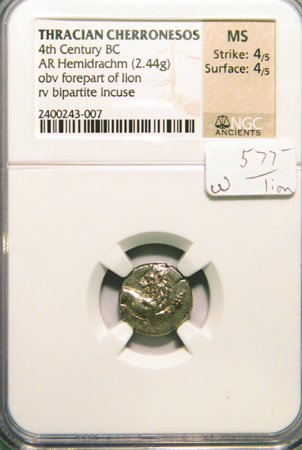 THRACIAN CHERRONESOS
4th Century BC
AR Hemidrachm (2.44g)
obv forepart of lion
rv bipartite incuse
2400243-007
MS
Strike: 4/5
Surface: 4/5
NGC
ANCIENTS
575-
w lion